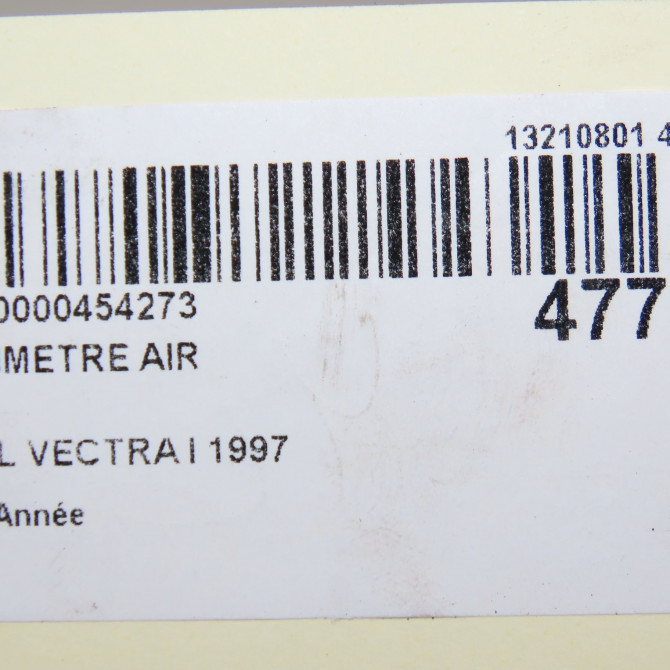 13210801 4
0000454273
477
METRE AIR
L VECTRA I 1997
Année